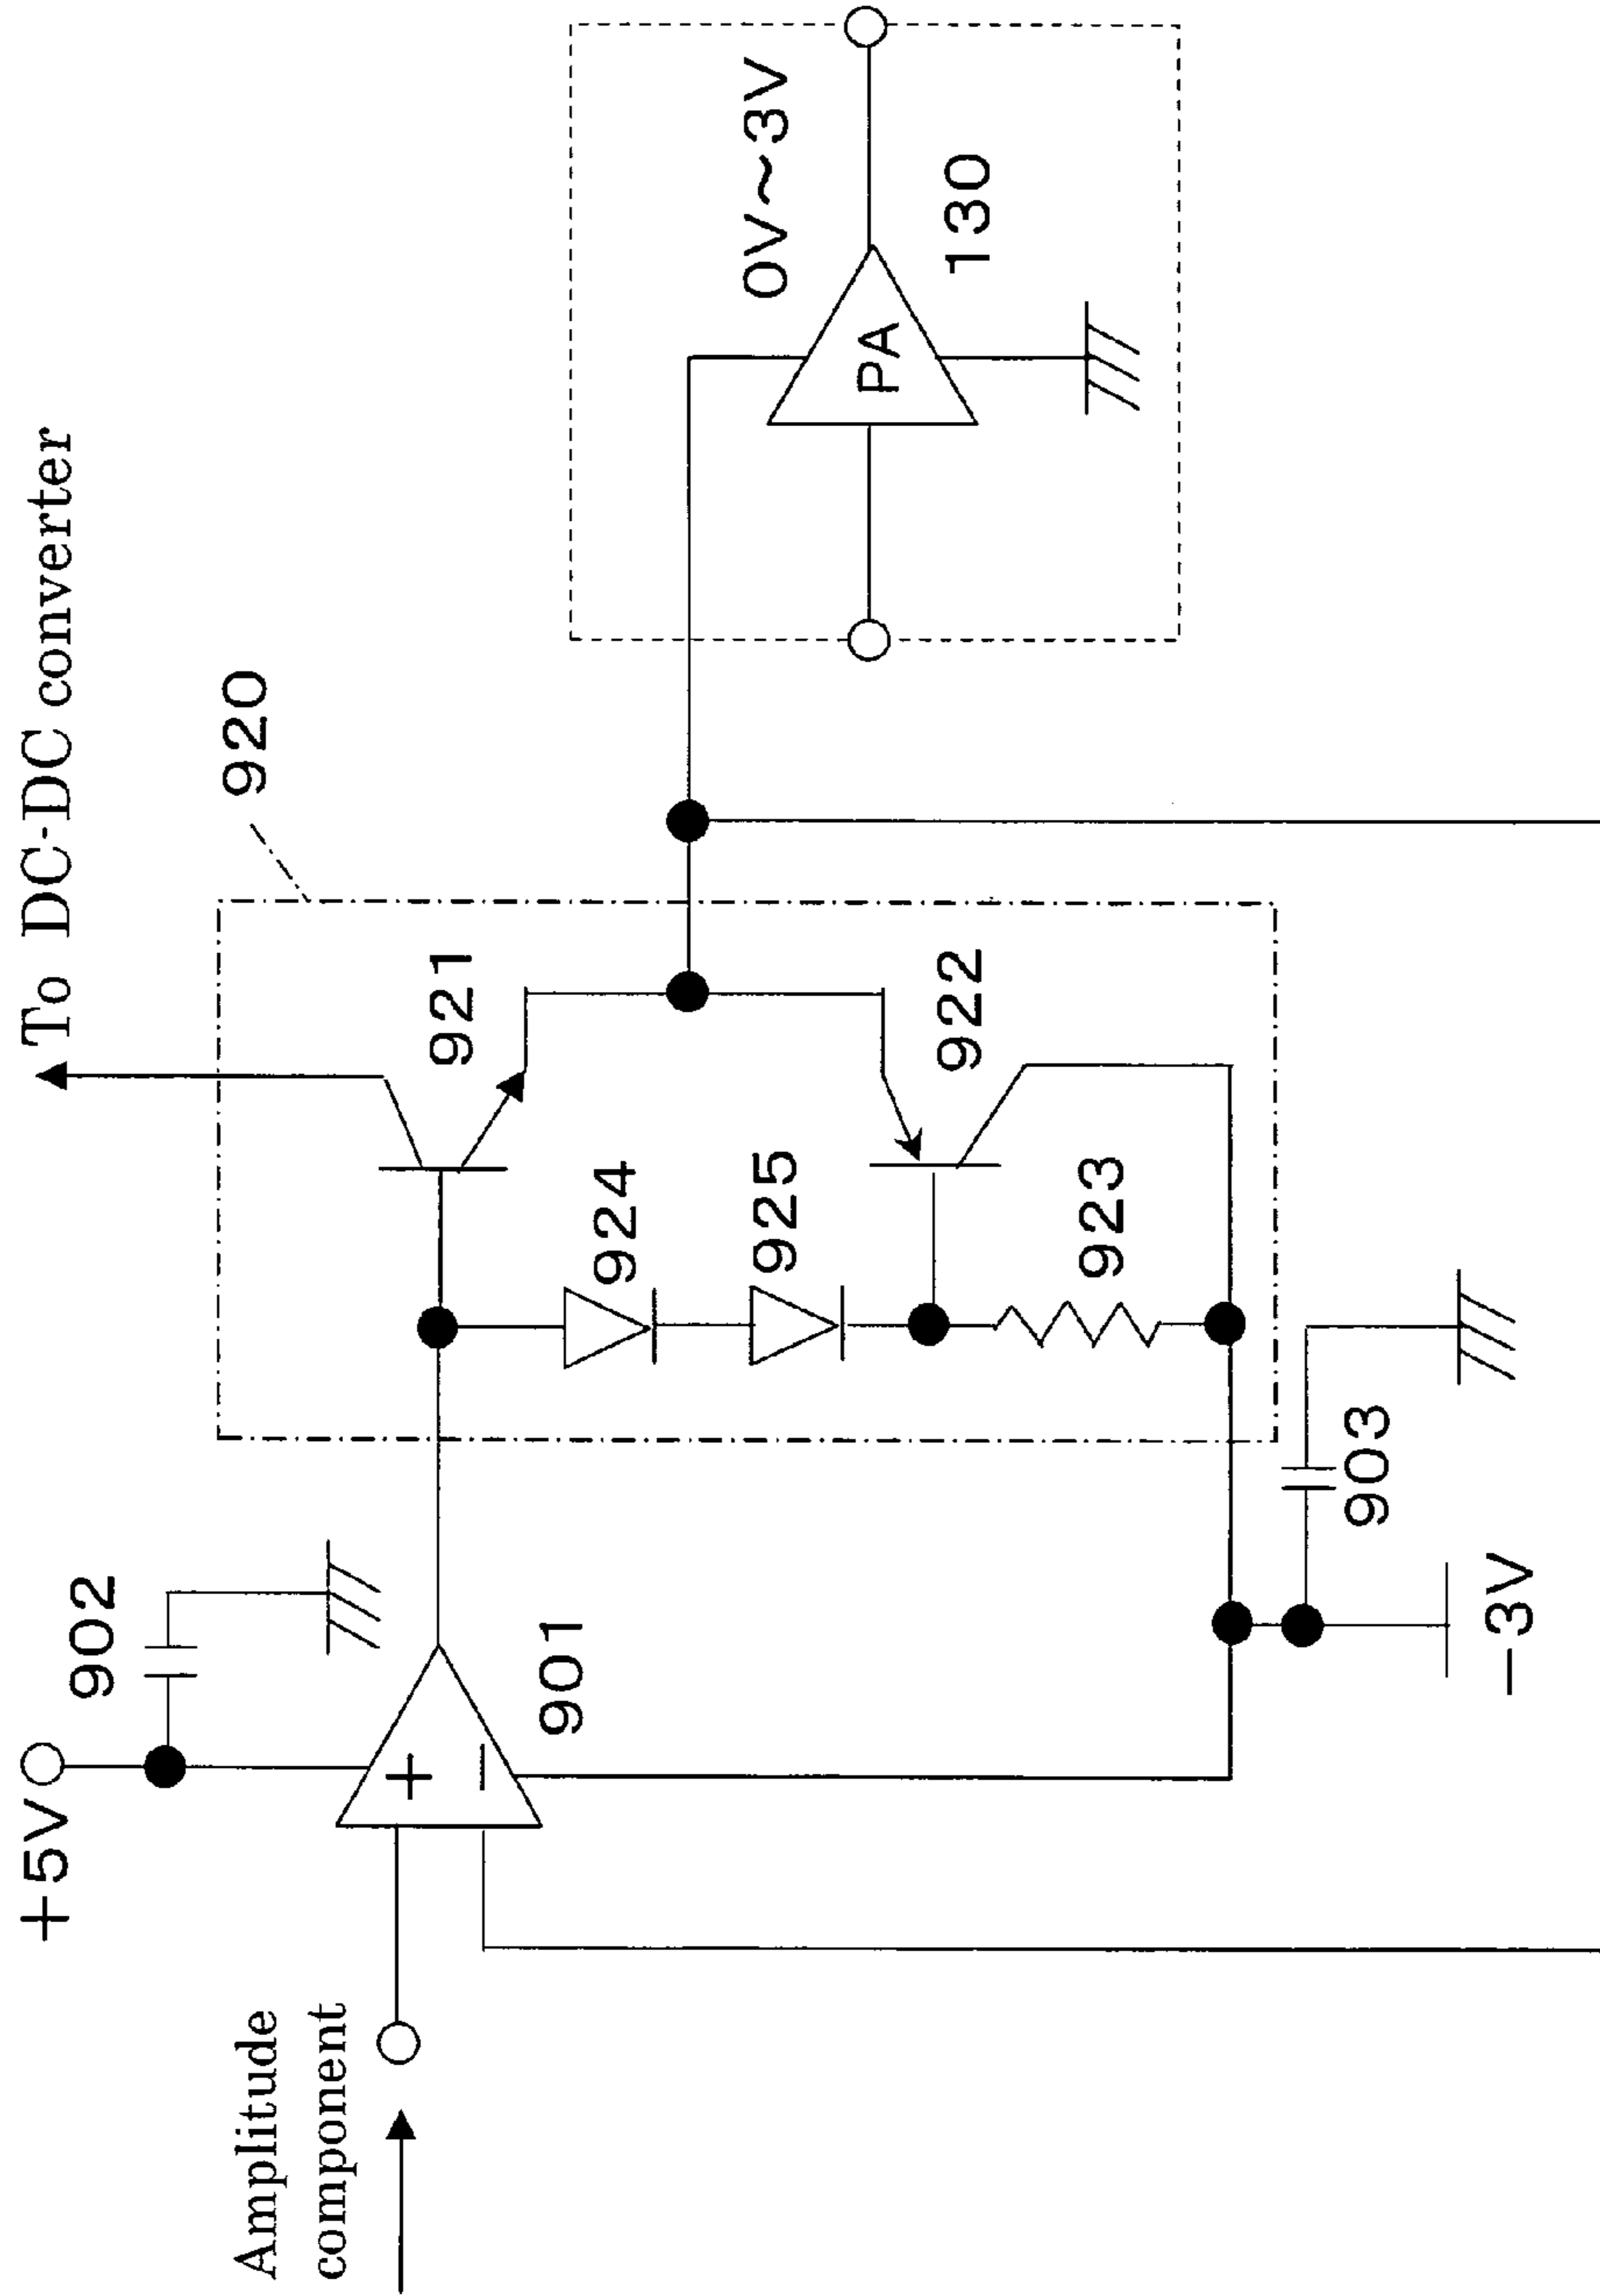 To DC-DC converter
920
+5V
902
901
Amplitude
component
921
924
925
922
923
903
-3V
0V~3V
PA
130
+
−